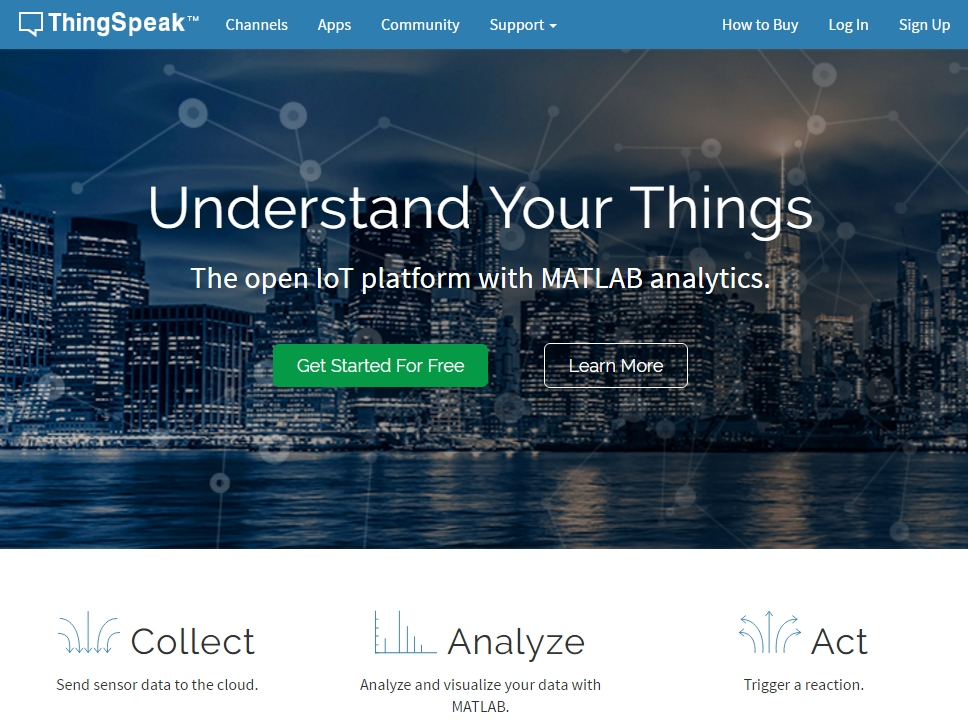 ThingSpeak™ Channels Apps Community Support How to Buy Log In Sign Up
Understand Your Things
The open IoT platform with MATLAB analytics.
Get Started For Free Learn More
Collect Analyze Act
Send sensor data to the cloud. Analyze and visualize your data with Trigger a reaction.
MATLAB.